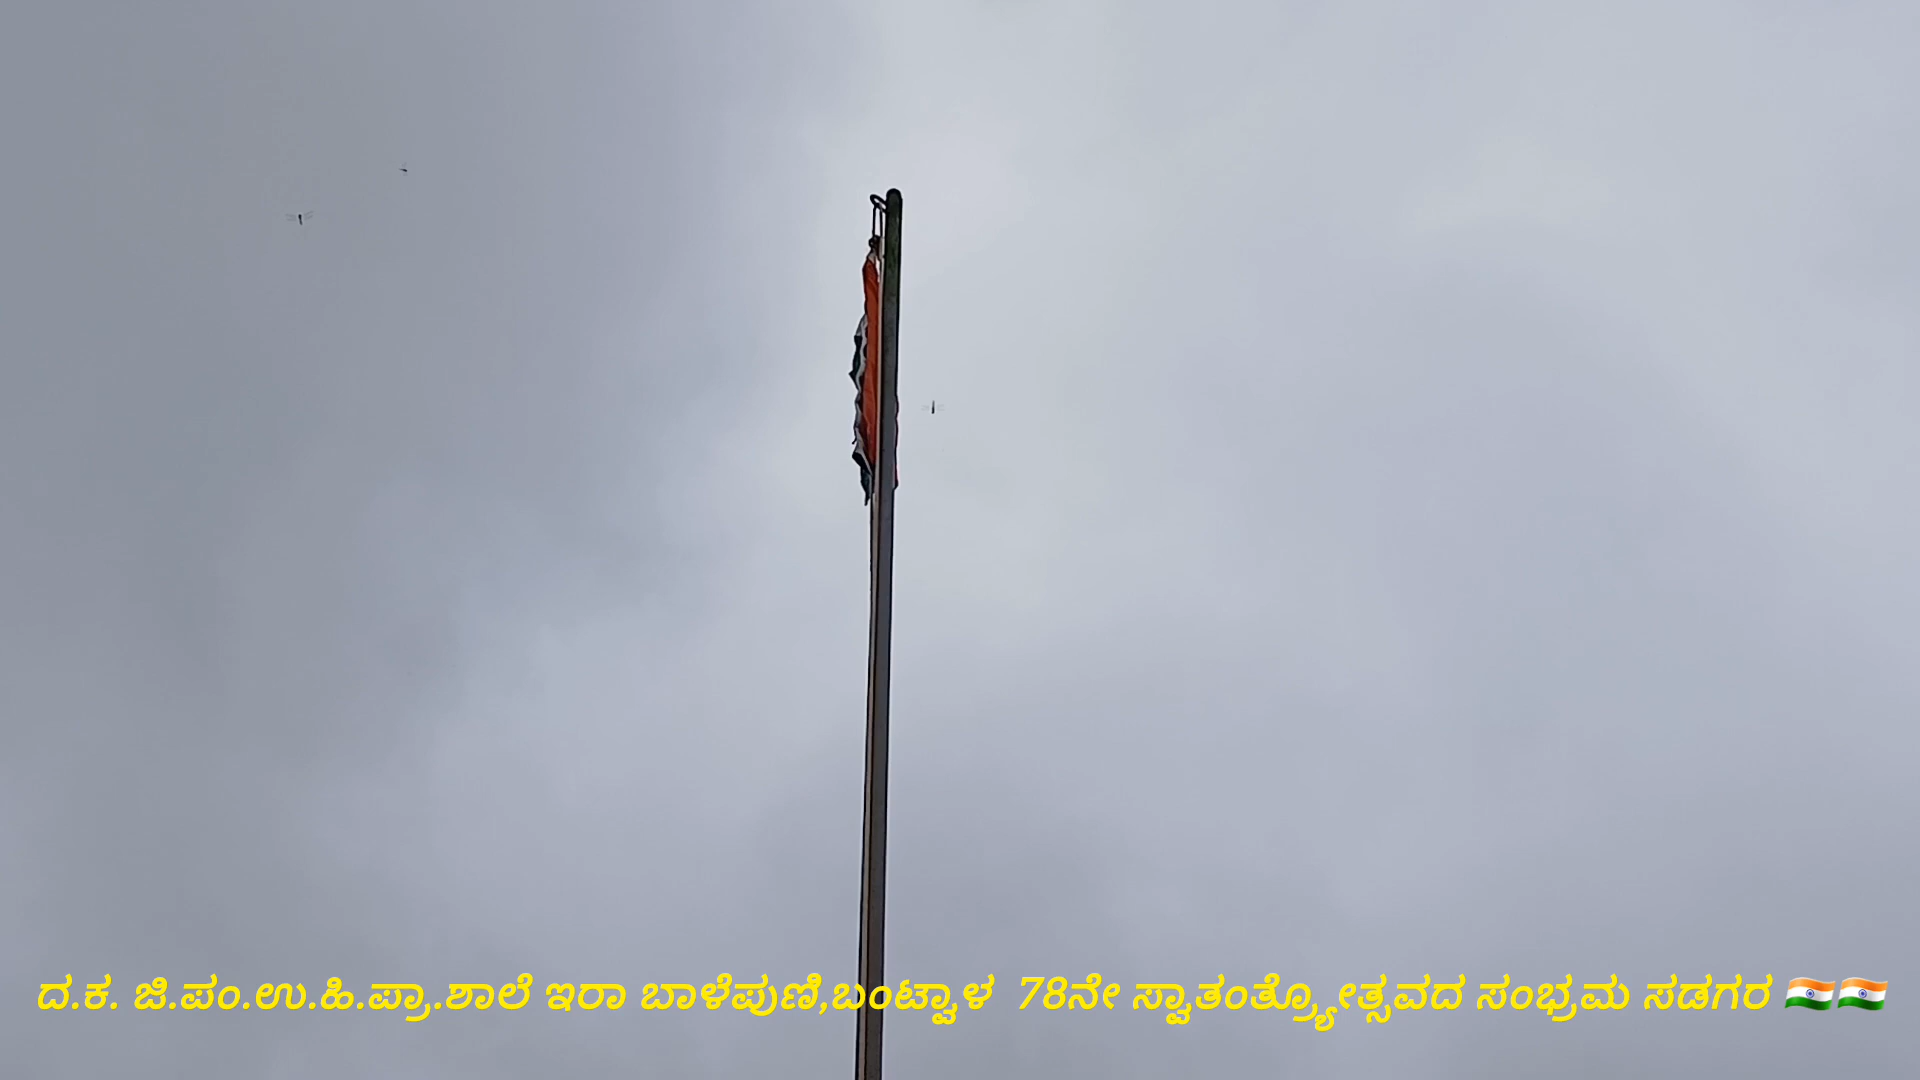 ದ.ಕ. ಜಿ.ಪಂ.ಉ.ಹಿ.ಪ್ರಾ.ಶಾಲೆ ಇರಾ ಬಾಳೆಪುಣಿ,ಬಂಟ್ವಾಳ 78ನೇ ಸ್ವಾತಂತ್ರ್ಯೋತ್ಸವದ ಸಂಭ್ರಮ ಸಡಗರ 🇮🇳🇮🇳